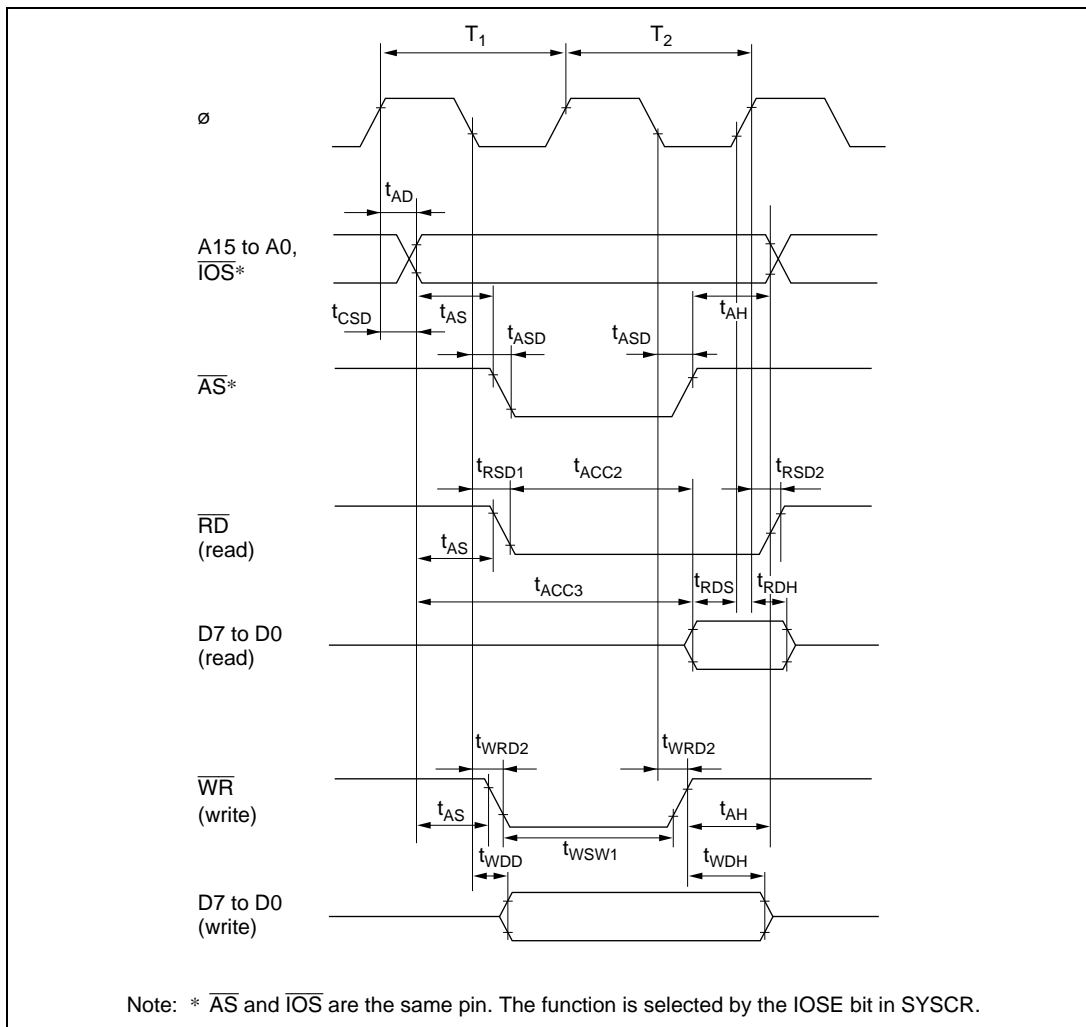 T1 T2
ø
tAD
A15 to A0,
IOS*
tCSD tAS tAH
tASD tASD
AS*
tRSD1 tACC2 tRSD2
RD
(read)
tAS
tACC3 tRDS tRDH
D7 to D0
(read)
tWRD2 tWRD2
WR
(write)
tAS tAH
tWSW1
tWDD tWDH
D7 to D0
(write)
Note: * AS and IOS are the same pin. The function is selected by the IOSE bit in SYSCR.